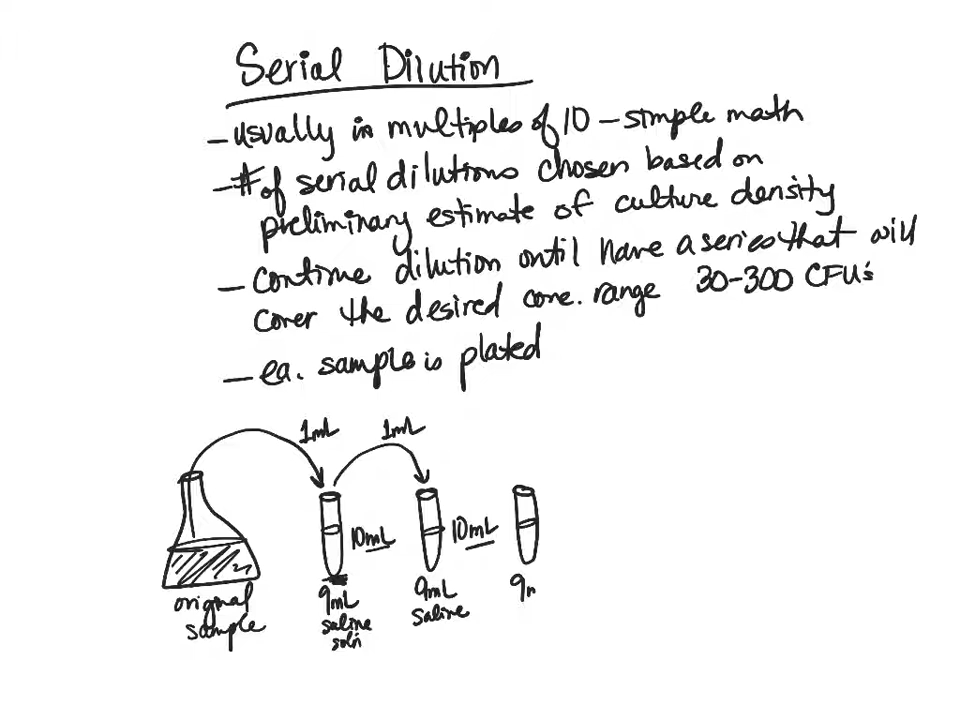 Serial Dilution
- usually in multiples of 10 - simple math
- # of serial dilutions chosen based on
preliminary estimate of culture density
- continue dilution until have a series that will
cover the desired conc. range 30-300 CFU's
- ea. sample is plated
1mL 1mL
10mL 10mL
original
sample
9mL
saline
soln
9mL
saline
9m